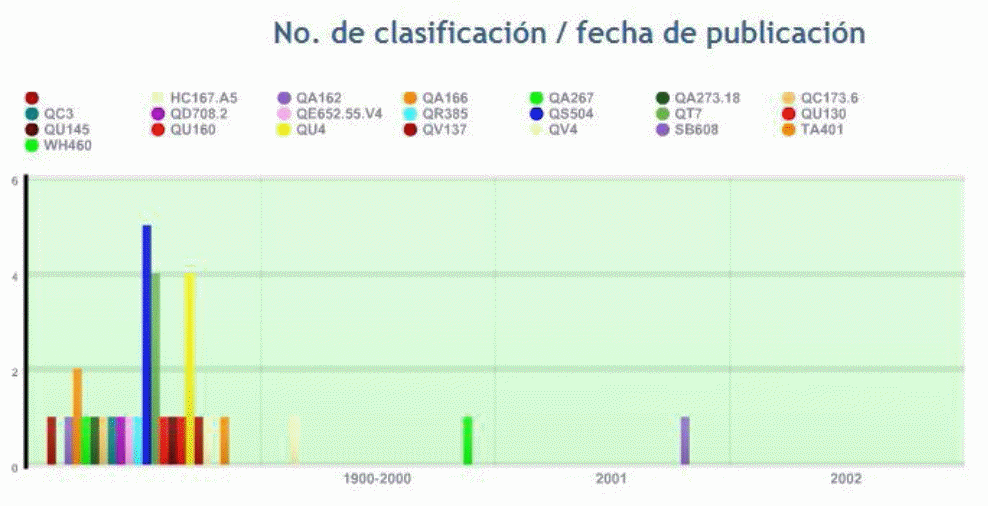 No. de clasificación / fecha de publicación
HC167.A5 QA162 QA166 QA267 QA273.18 QC173.6
QC3 QD708.2 QE652.55.V4 QR385 QS504 QT7 QU130
QU145 QU160 QU4 QV137 QV4 SB608 TA401
WH460
6
4
2
0
1900-2000 2001 2002